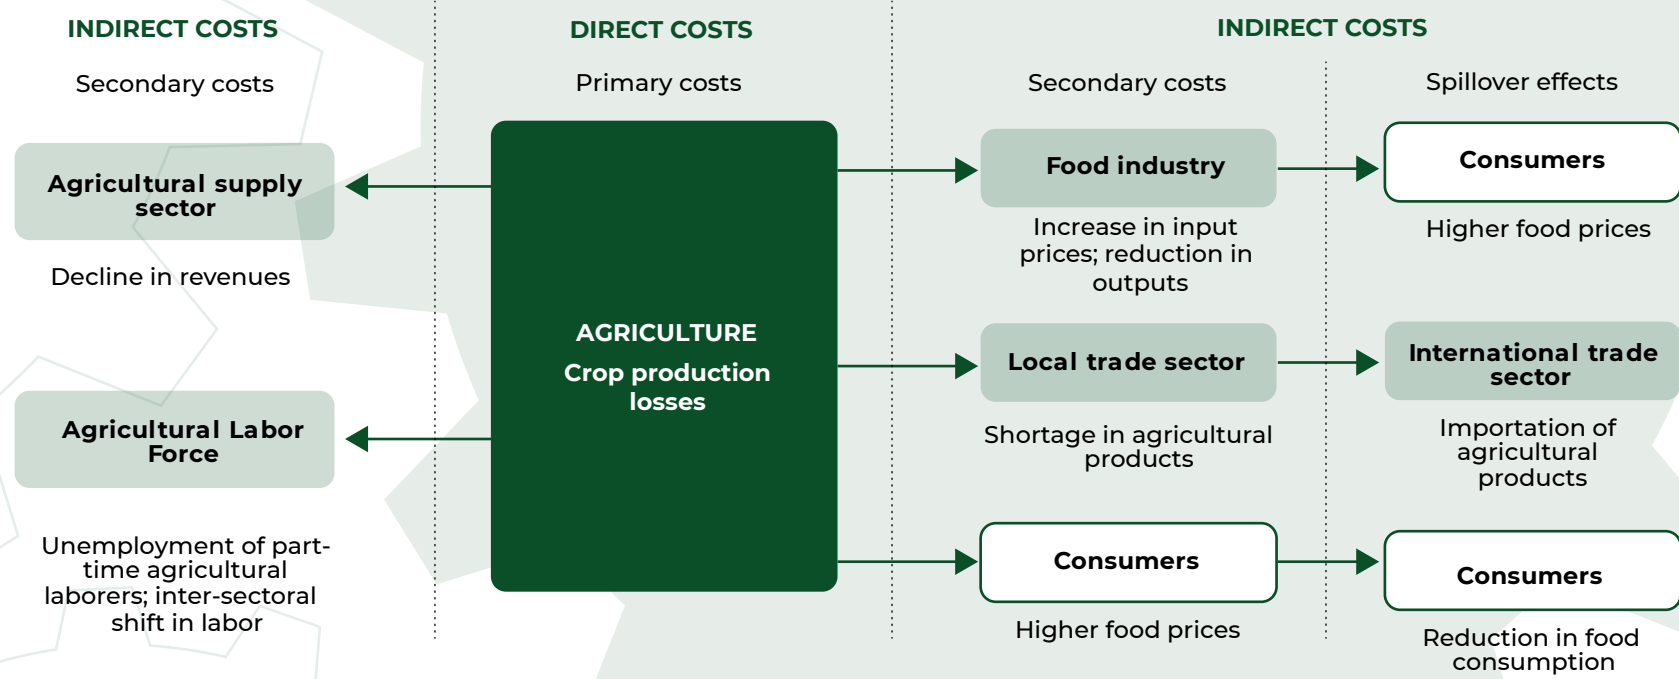 INDIRECT COSTS
Secondary costs
Agricultural supply
sector
Decline in revenues
Agricultural Labor
Force
Unemployment of part-
time agricultural
laborers; inter-sectoral
shift in labor
DIRECT COSTS
Primary costs
AGRICULTURE
Crop production
losses
INDIRECT COSTS
Secondary costs
Food industry
Increase in input
prices; reduction in
outputs
Local trade sector
Shortage in agricultural
products
Consumers
Higher food prices
Spillover effects
Consumers
Higher food prices
International trade
sector
Importation of
agricultural
products
Consumers
Reduction in food
consumption